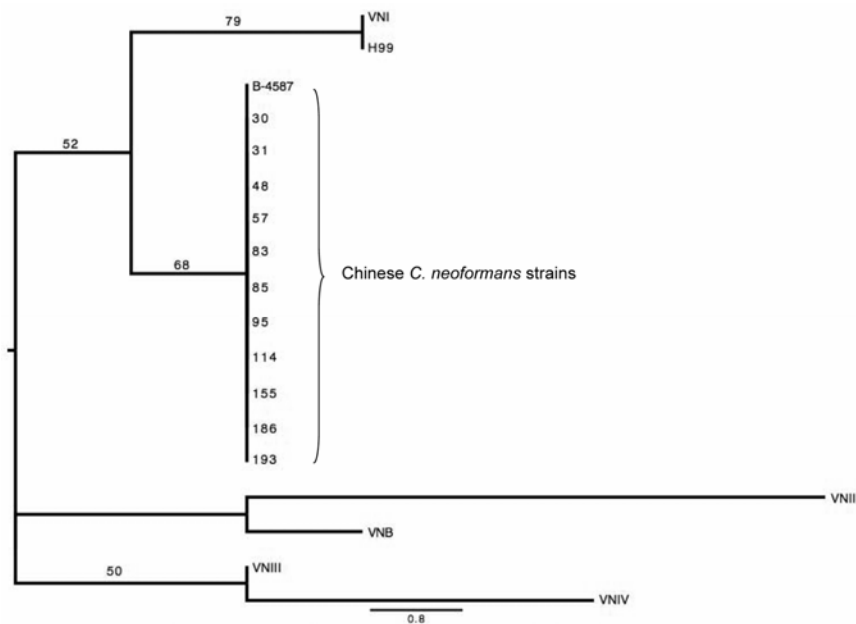 79
VNI
H99
B-4587
30
31
52
48
57
83
68
Chinese C. neoformans strains
85
95
114
155
186
193
VNII
VNB
VNIII
50
VNIV
0.8